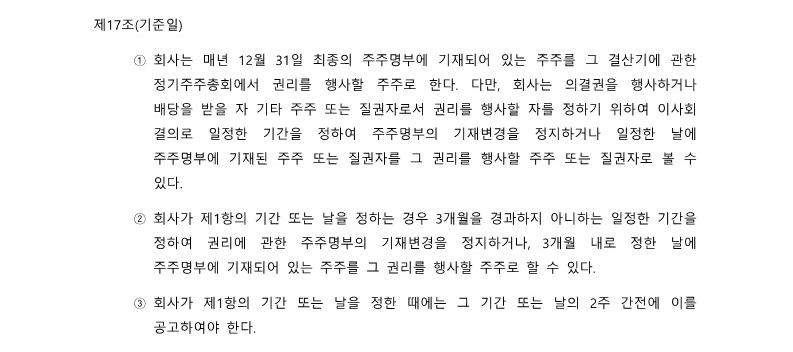 제17조(기준일)
① 회사는 매년 12월 31일 최종의 주주명부에 기재되어 있는 주주를 그 결산기에 관한
정기주주총회에서 권리를 행사할 주주로 한다. 다만, 회사는 의결권을 행사하거나
배당을 받을 자 기타 주주 또는 질권자로서 권리를 행사할 자를 정하기 위하여 이사회
결의로 일정한 기간을 정하여 주주명부의 기재변경을 정지하거나 일정한 날에
주주명부에 기재된 주주 또는 질권자를 그 권리를 행사할 주주 또는 질권자로 볼 수
있다.
② 회사가 제1항의 기간 또는 날을 정하는 경우 3개월을 경과하지 아니하는 일정한 기간을
정하여 권리에 관한 주주명부의 기재변경을 정지하거나, 3개월 내로 정한 날에
주주명부에 기재되어 있는 주주를 그 권리를 행사할 주주로 할 수 있다.
③ 회사가 제1항의 기간 또는 날을 정한 때에는 그 기간 또는 날의 2주 간전에 이를
공고하여야 한다.